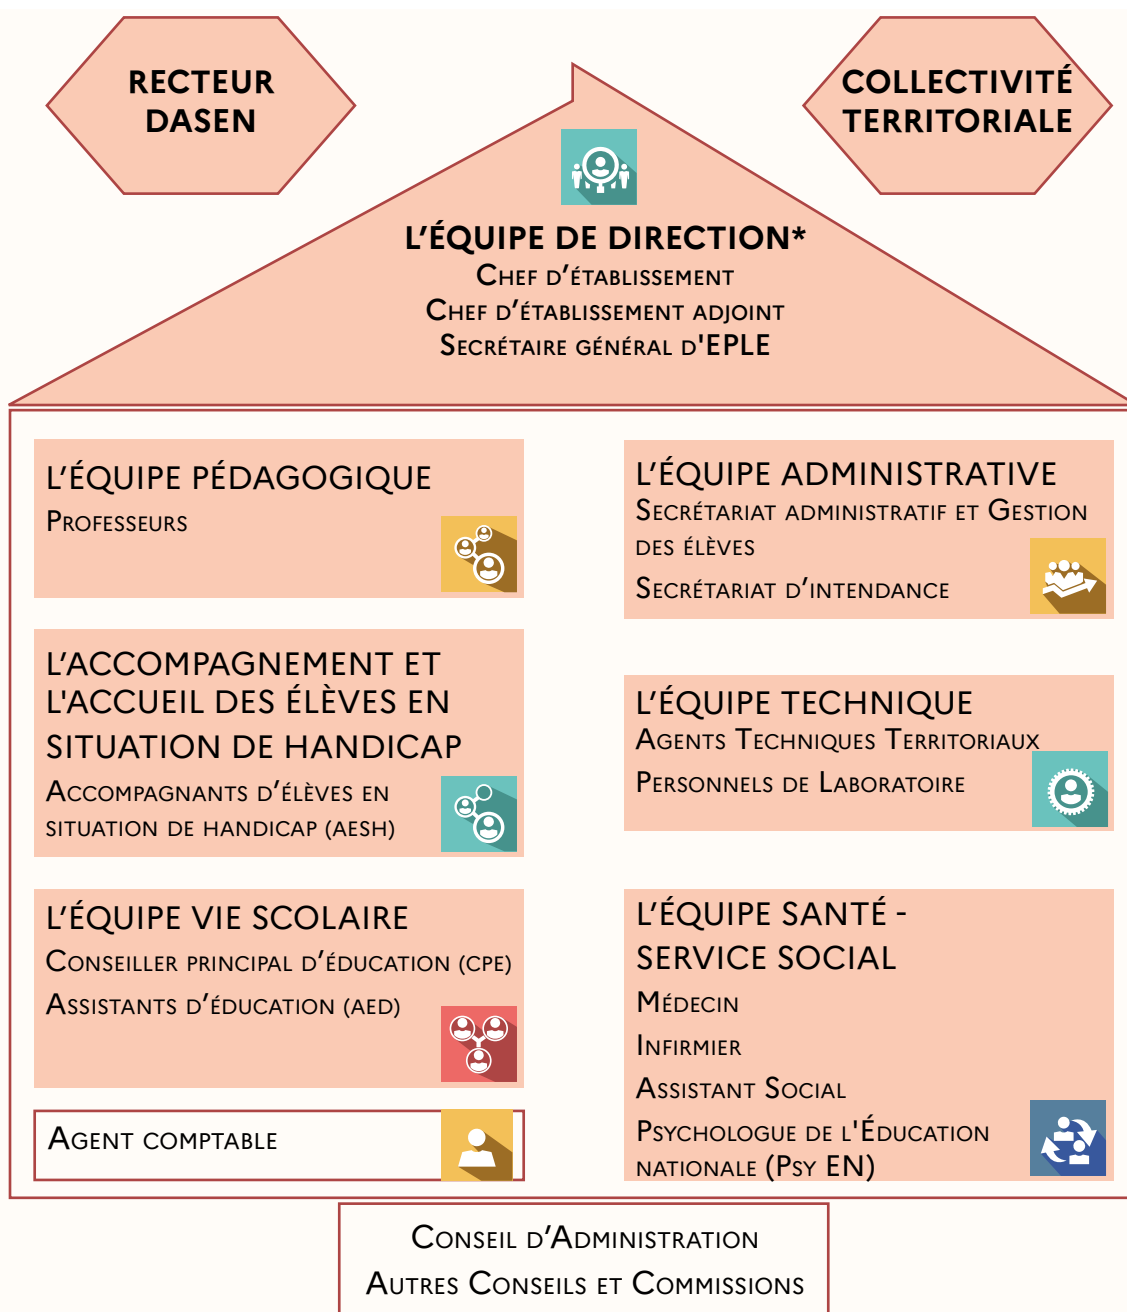 RECTEUR
DASEN
COLLECTIVITÉ
TERRITORIALE
L'ÉQUIPE DE DIRECTION*
Chef d'établissement
Chef d'établissement adjoint
Secrétaire général d'EPLE
L'ÉQUIPE PÉDAGOGIQUE
Professeurs
L'ACCOMPAGNEMENT ET
L'ACCUEIL DES ÉLÈVES EN
SITUATION DE HANDICAP
Accompagnants d'élèves en
situation de handicap (AESH)
L'ÉQUIPE VIE SCOLAIRE
Conseiller principal d'éducation (CPE)
Assistants d'éducation (AED)
Agent comptable
L'ÉQUIPE ADMINISTRATIVE
Secrétariat administratif et Gestion
des élèves
Secrétariat d'intendance
L'ÉQUIPE TECHNIQUE
Agents Techniques Territoriaux
Personnels de Laboratoire
L'ÉQUIPE SANTÉ -
SERVICE SOCIAL
Médecin
Infirmier
Assistant Social
Psychologue de l'Éducation
nationale (Psy EN)
Conseil d'Administration
Autres Conseils et Commissions